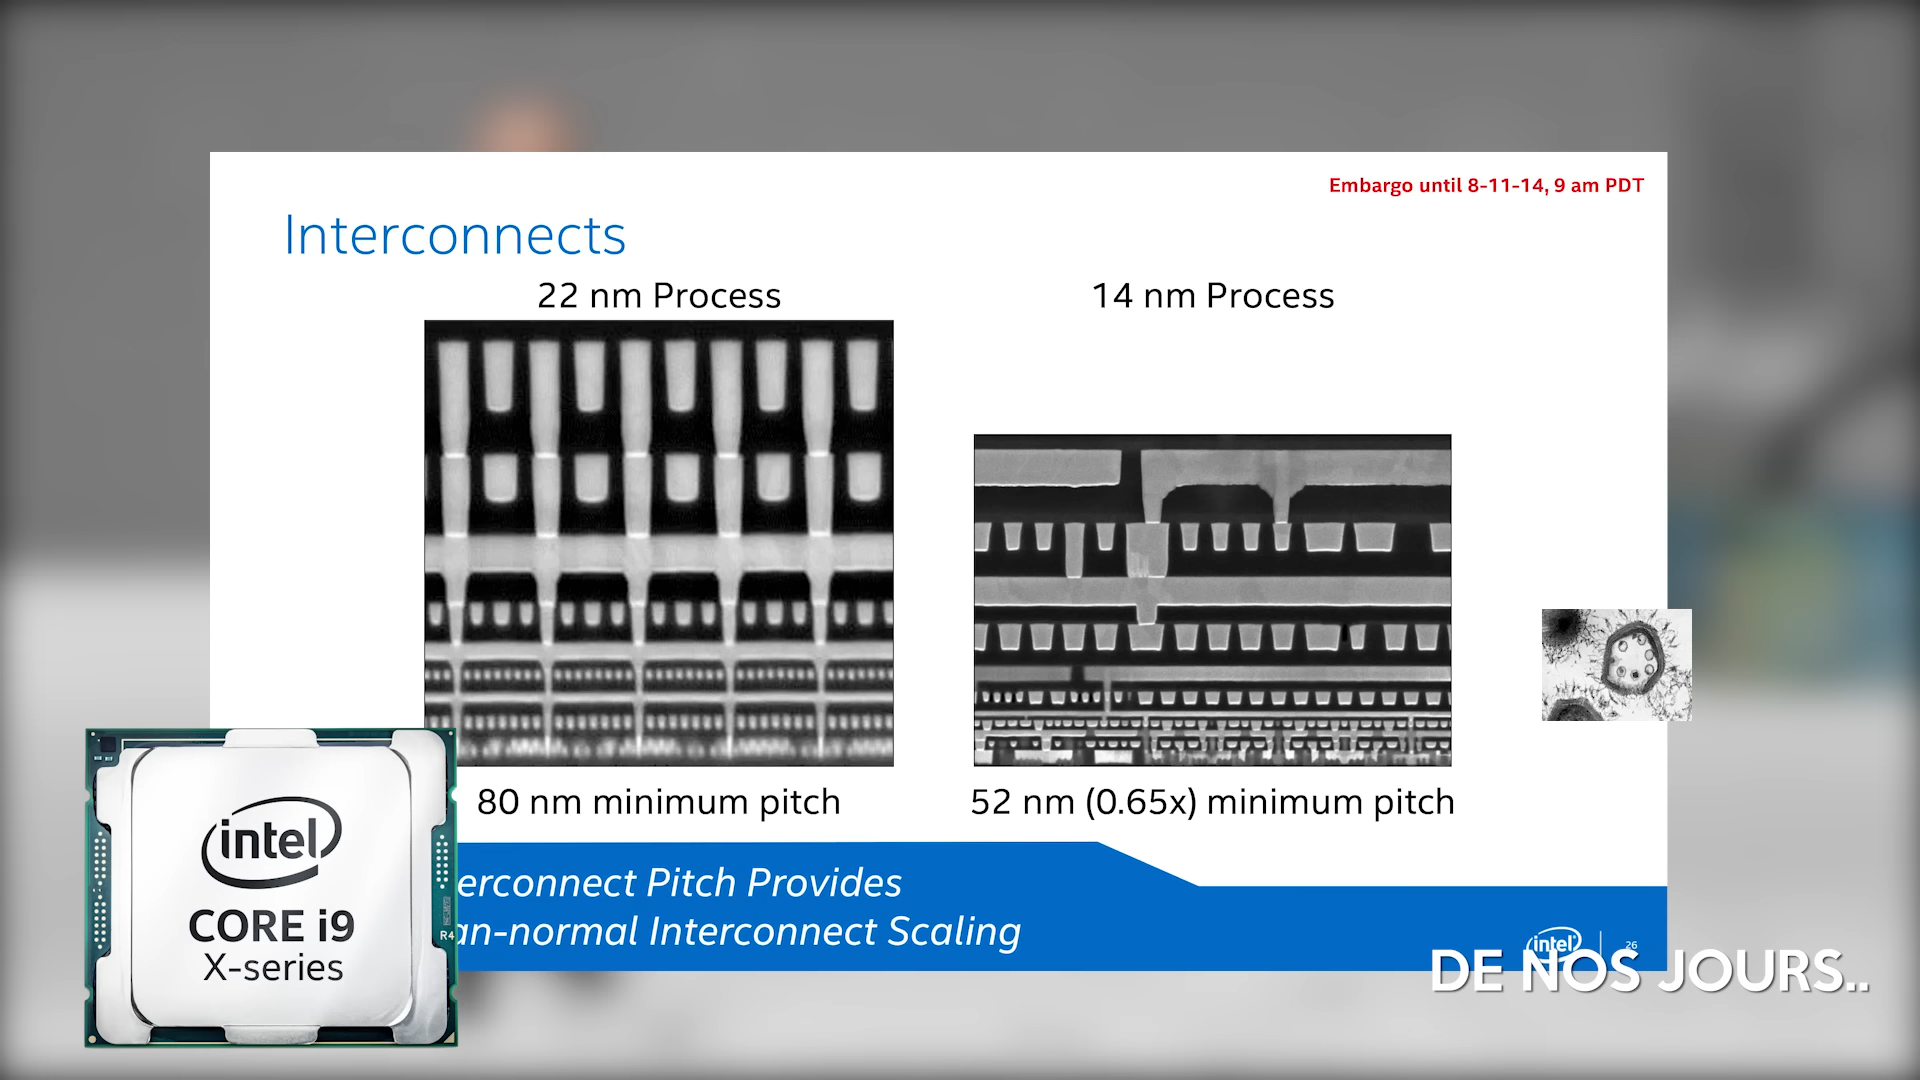 Embargo until 8-11-14, 9 am PDT
Interconnects
22 nm Process
14 nm Process
80 nm minimum pitch
52 nm (0.65x) minimum pitch
erconnect Pitch Provides
an-normal Interconnect Scaling
intel
26
intel
CORE i9
X-series
R4
DE NOS JOURS..